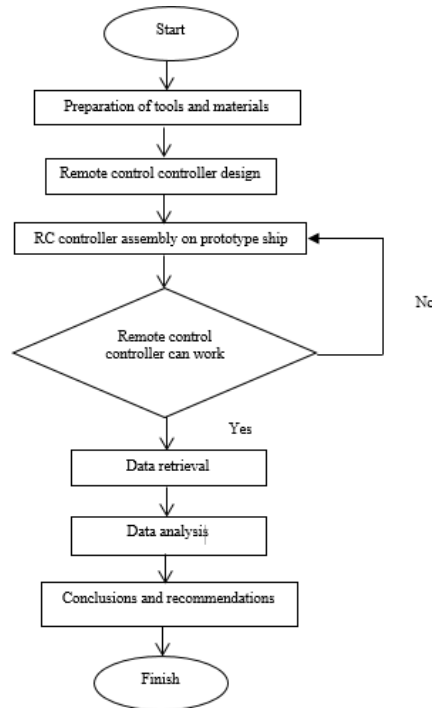 Start
Preparation of tools and materials
Remote control controller design
RC controller assembly on prototype ship
No
Remote control
controller can work
Yes
Data retrieval
Data analysis
Conclusions and recommendations
Finish